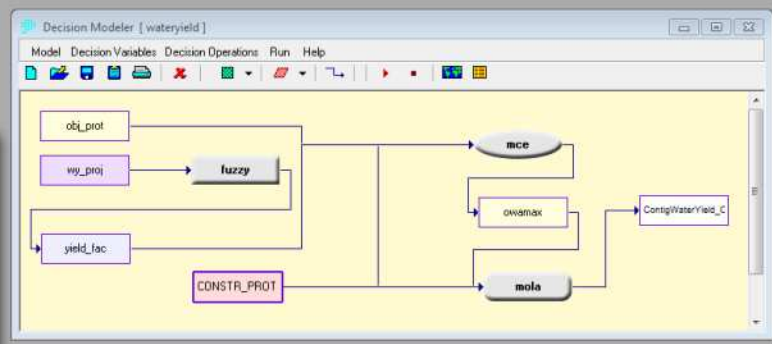 Decision Modeler [ wateryield ]
Model Decision Variables Decision Operations Run Help
obj_prot
mce
wy_proj
fuzzy
owamax
ContigWaterYield_C
yield_fac
CONSTR_PROT
mola